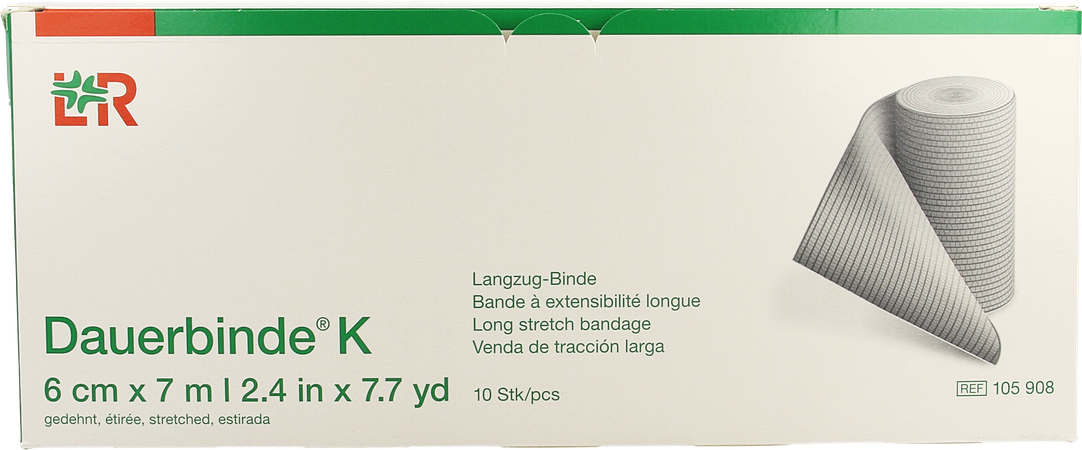 L&R
Langzug-Binde
Bande à extensibilité longue
Long stretch bandage
Venda de tracción larga
Dauerbinde® K
6 cm x 7 m | 2.4 in x 7.7 yd
10 Stk/pcs
gedehnt, étirée, stretched, estirada
REF 105 908